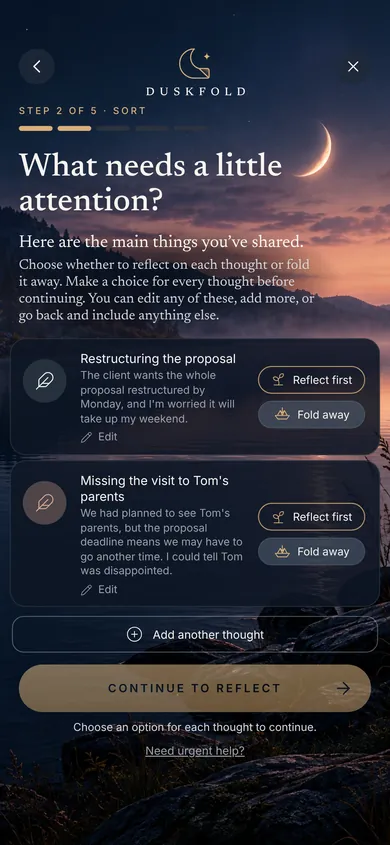 DUSKFOLD
STEP 2 OF 5 · SORT
What needs a little
attention?
Here are the main things you've shared.
Choose whether to reflect on each thought or fold
it away. Make a choice for every thought before
continuing. You can edit any of these, add more, or
go back and include anything else.
Restructuring the proposal
The client wants the whole
proposal restructured by
Monday, and I'm worried it will
take up my weekend.
Edit
Reflect first
Fold away
Missing the visit to Tom's
parents
We had planned to see Tom's
parents, but the proposal
deadline means we may have to
go another time. I could tell Tom
was disappointed.
Edit
Reflect first
Fold away
Add another thought
CONTINUE TO REFLECT
Choose an option for each thought to continue.
Need urgent help?